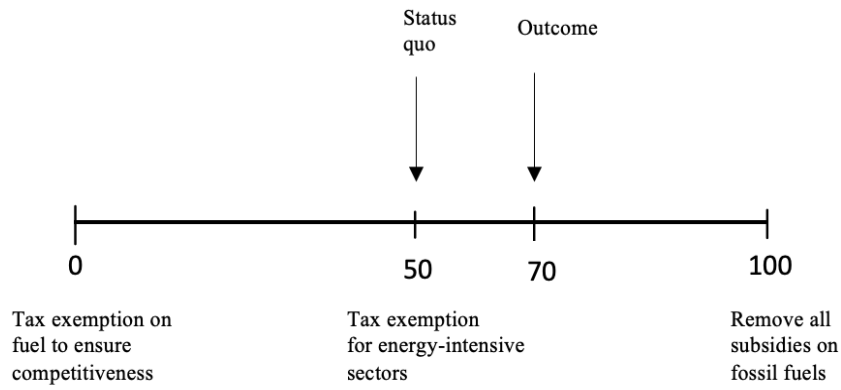 Status
quo
Outcome
0
50
70
100
Tax exemption on
fuel to ensure
competitiveness
Tax exemption
for energy-intensive
sectors
Remove all
subsidies on
fossil fuels